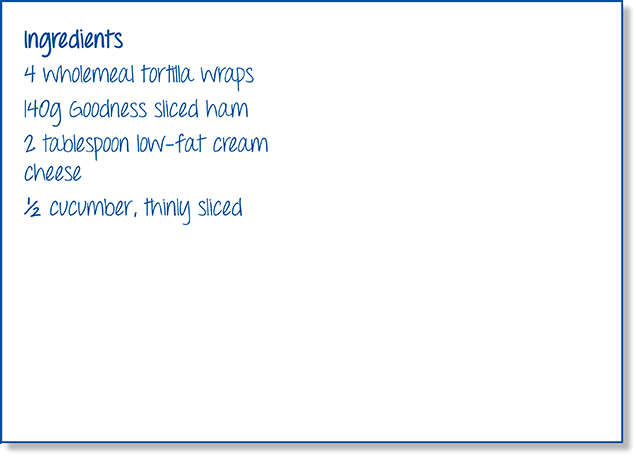 Ingredients
4 wholemeal tortilla wraps
140g Goodness sliced ham
2 tablespoon low-fat cream
cheese
½ cucumber, thinly sliced